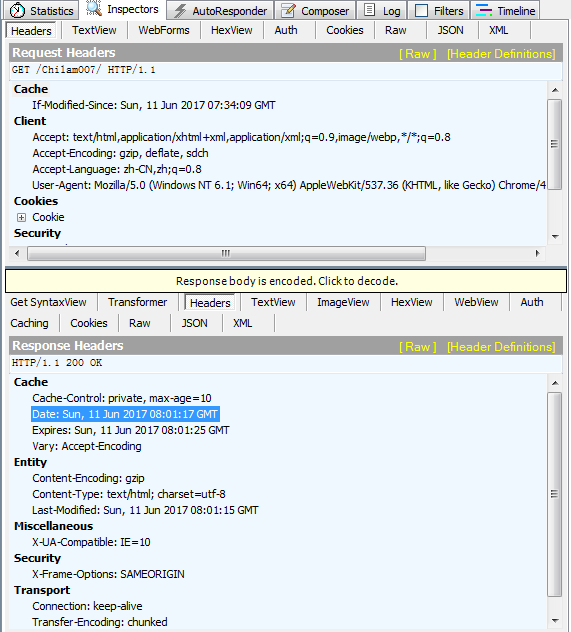 Statistics Inspectors AutoResponder Composer Log Filters Timeline
Headers TextView WebForms HexView Auth Cookies Raw JSON XML
Request Headers [ Raw ] [Header Definitions]
GET /Chilam007/ HTTP/1.1
Cache
If-Modified-Since: Sun, 11 Jun 2017 07:34:09 GMT
Client
Accept: text/html,application/xhtml+xml,application/xml;q=0.9,image/webp,*/*;q=0.8
Accept-Encoding: gzip, deflate, sdch
Accept-Language: zh-CN,zh;q=0.8
User-Agent: Mozilla/5.0 (Windows NT 6.1; Win64; x64) AppleWebKit/537.36 (KHTML, like Gecko) Chrome/4
Cookies
Cookie
Security
Response body is encoded. Click to decode.
Get SyntaxView Transformer Headers TextView ImageView HexView WebView Auth
Caching Cookies Raw JSON XML
Response Headers [ Raw ] [Header Definitions]
HTTP/1.1 200 OK
Cache
Cache-Control: private, max-age=10
Date: Sun, 11 Jun 2017 08:01:17 GMT
Expires: Sun, 11 Jun 2017 08:01:25 GMT
Vary: Accept-Encoding
Entity
Content-Encoding: gzip
Content-Type: text/html; charset=utf-8
Last-Modified: Sun, 11 Jun 2017 08:01:15 GMT
Miscellaneous
X-UA-Compatible: IE=10
Security
X-Frame-Options: SAMEORIGIN
Transport
Connection: keep-alive
Transfer-Encoding: chunked